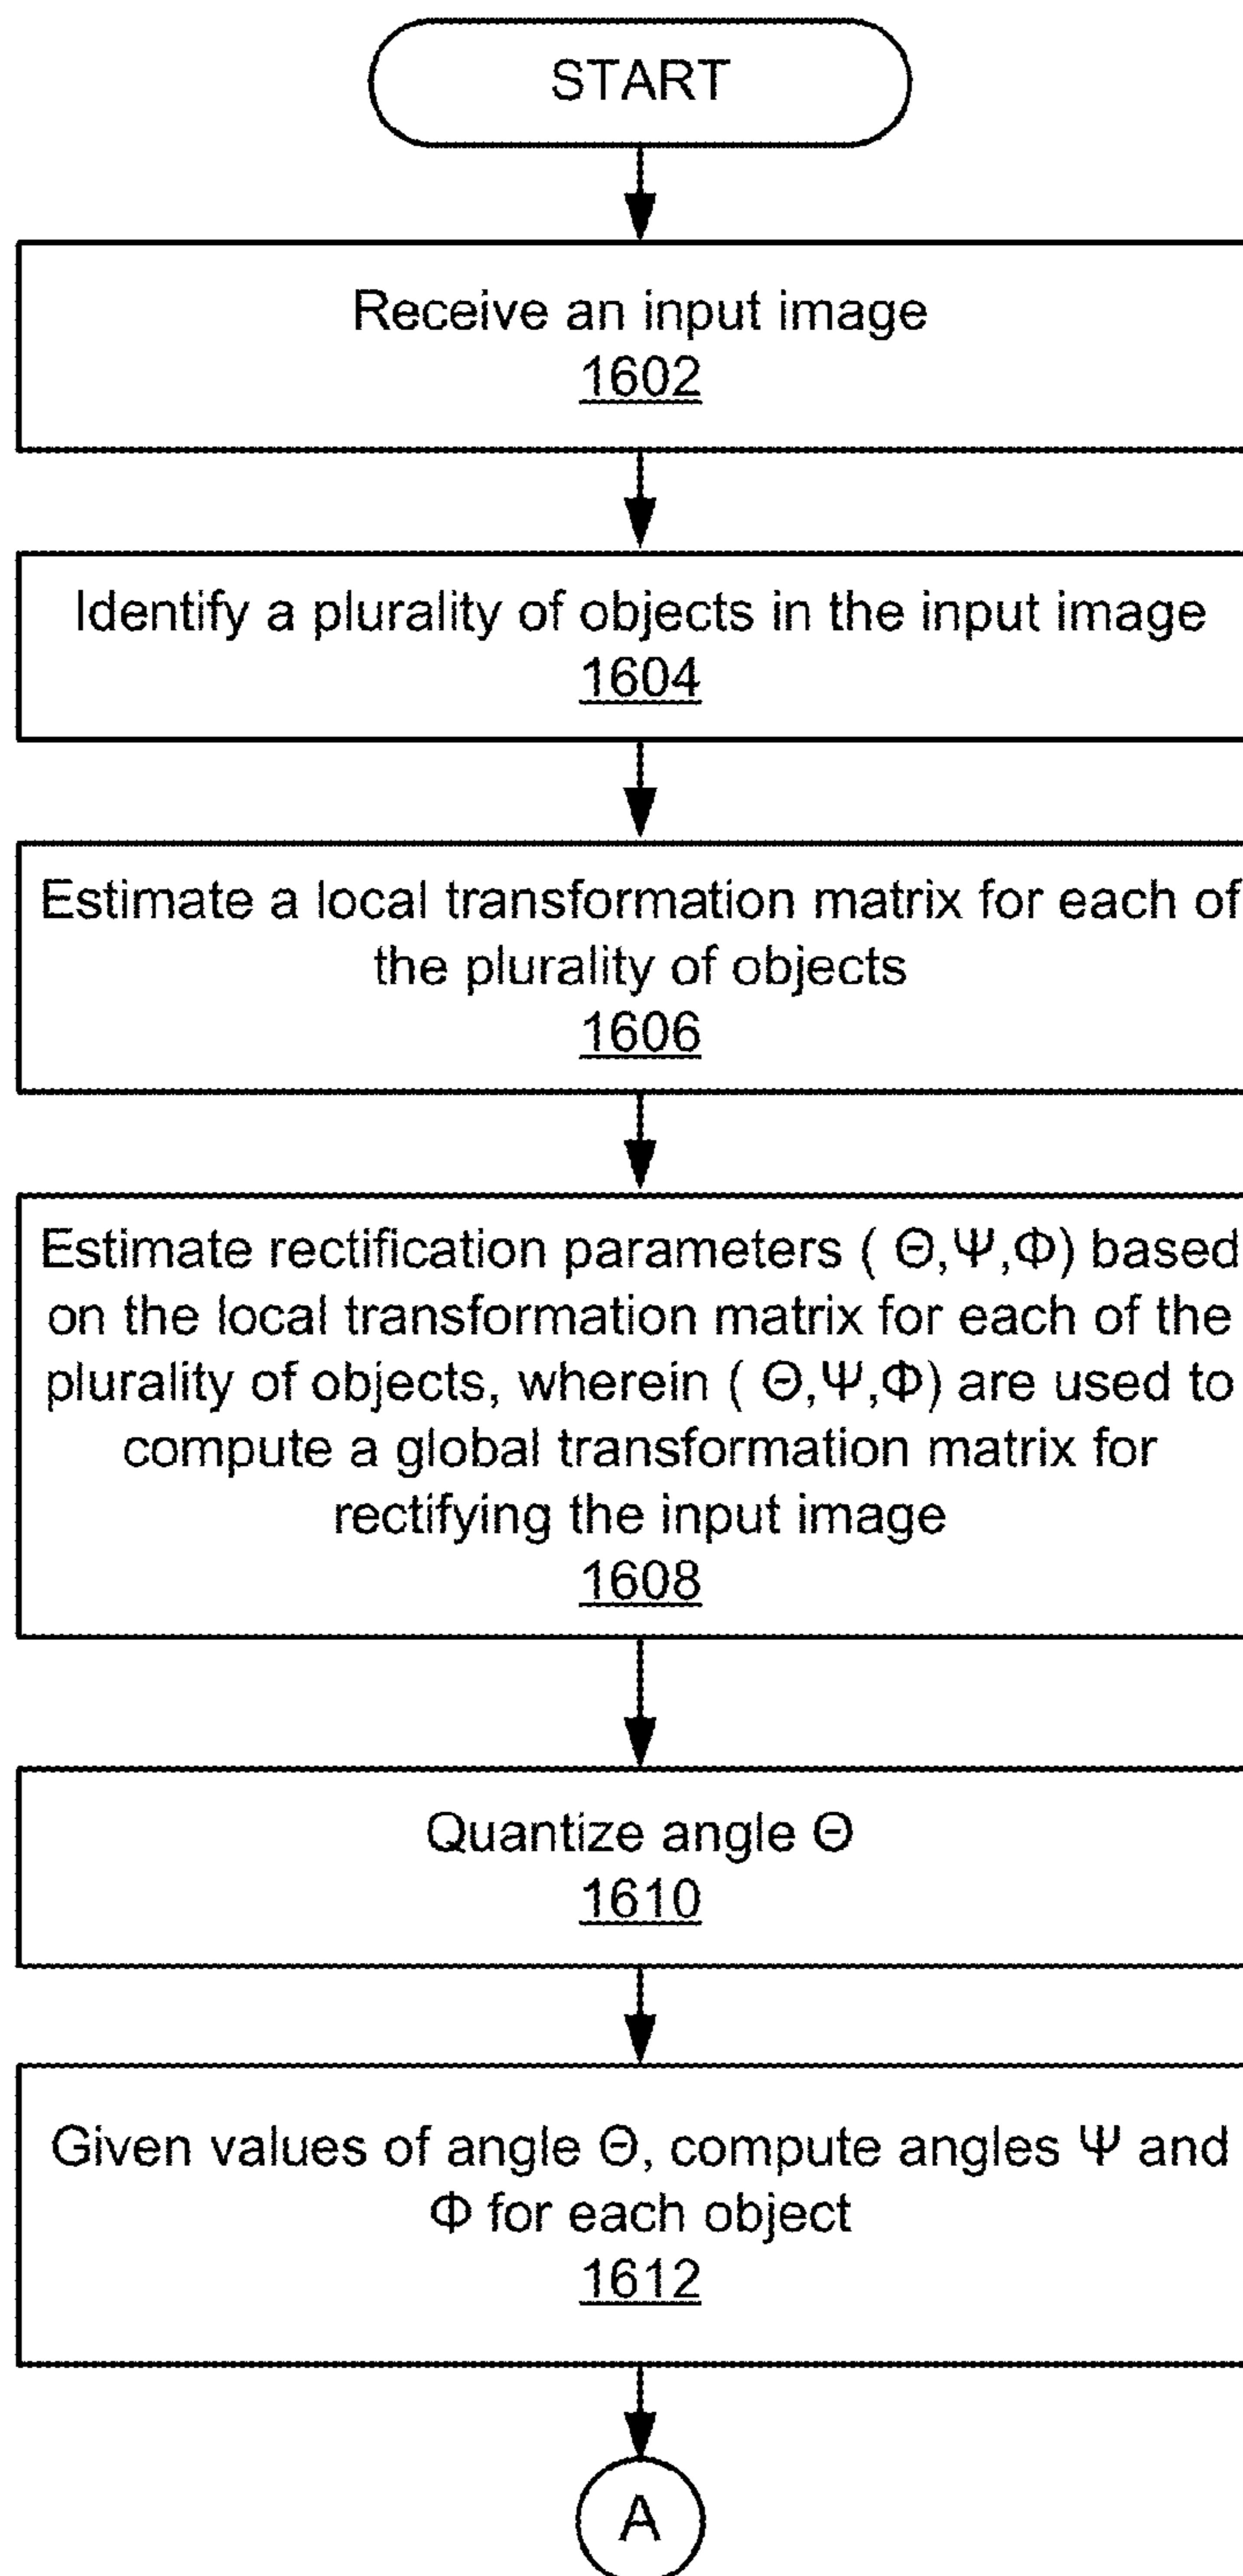 START
Receive an input image
1602
Identify a plurality of objects in the input image
1604
Estimate a local transformation matrix for each of
the plurality of objects
1606
Estimate rectification parameters ( Θ,Ψ,Φ) based
on the local transformation matrix for each of the
plurality of objects, wherein ( Θ,Ψ,Φ) are used to
compute a global transformation matrix for
rectifying the input image
1608
Quantize angle Θ
1610
Given values of angle Θ, compute angles Ψ and
Φ for each object
1612
A